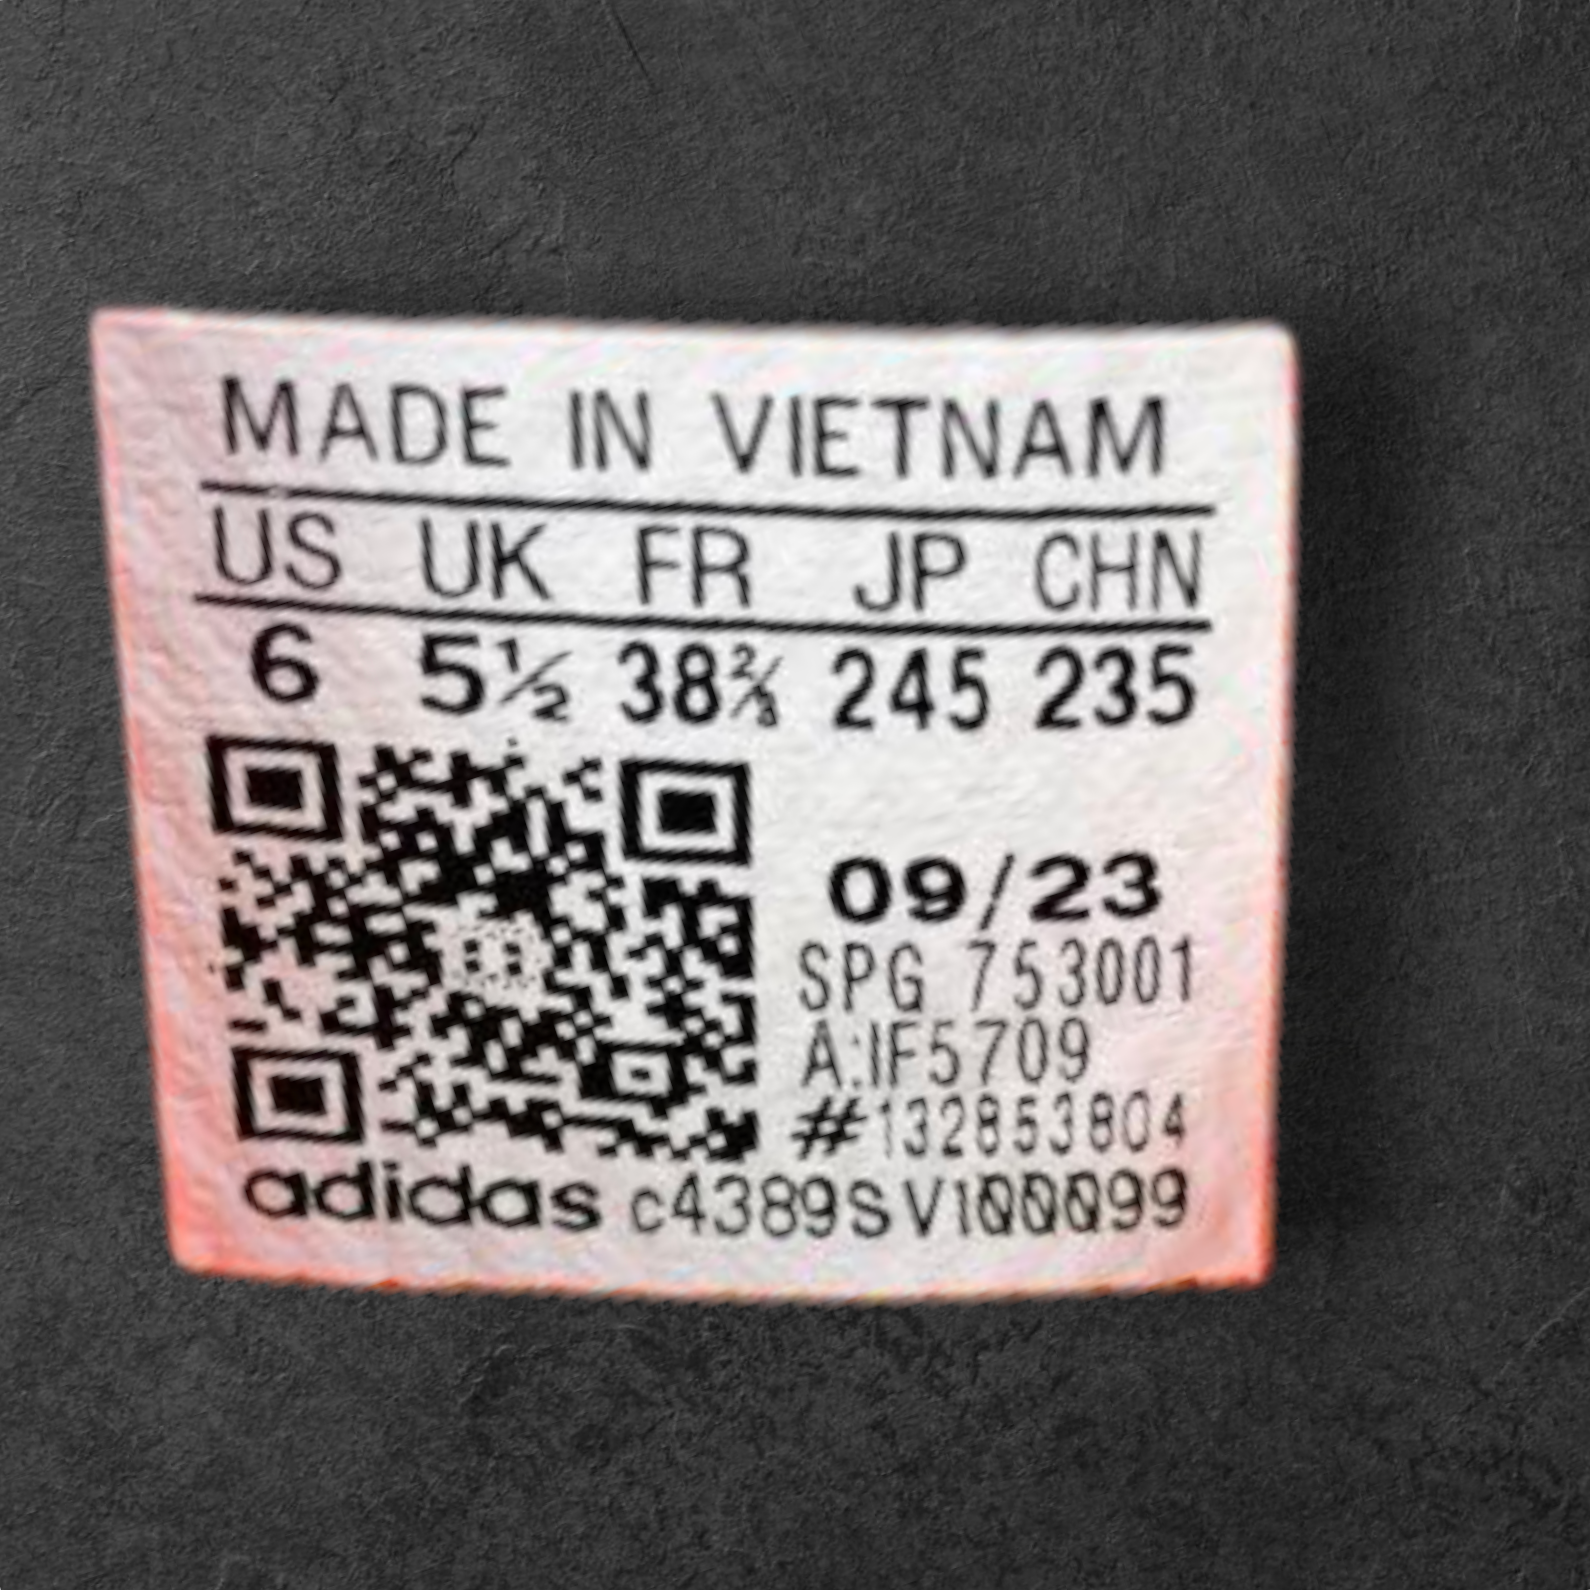 MADE IN VIETNAM
US UK FR JP CHN
6 5½ 38⅔ 245 235
09/23
SPG 753001
A:IF5709
#132853804
adidas c4389SV100099